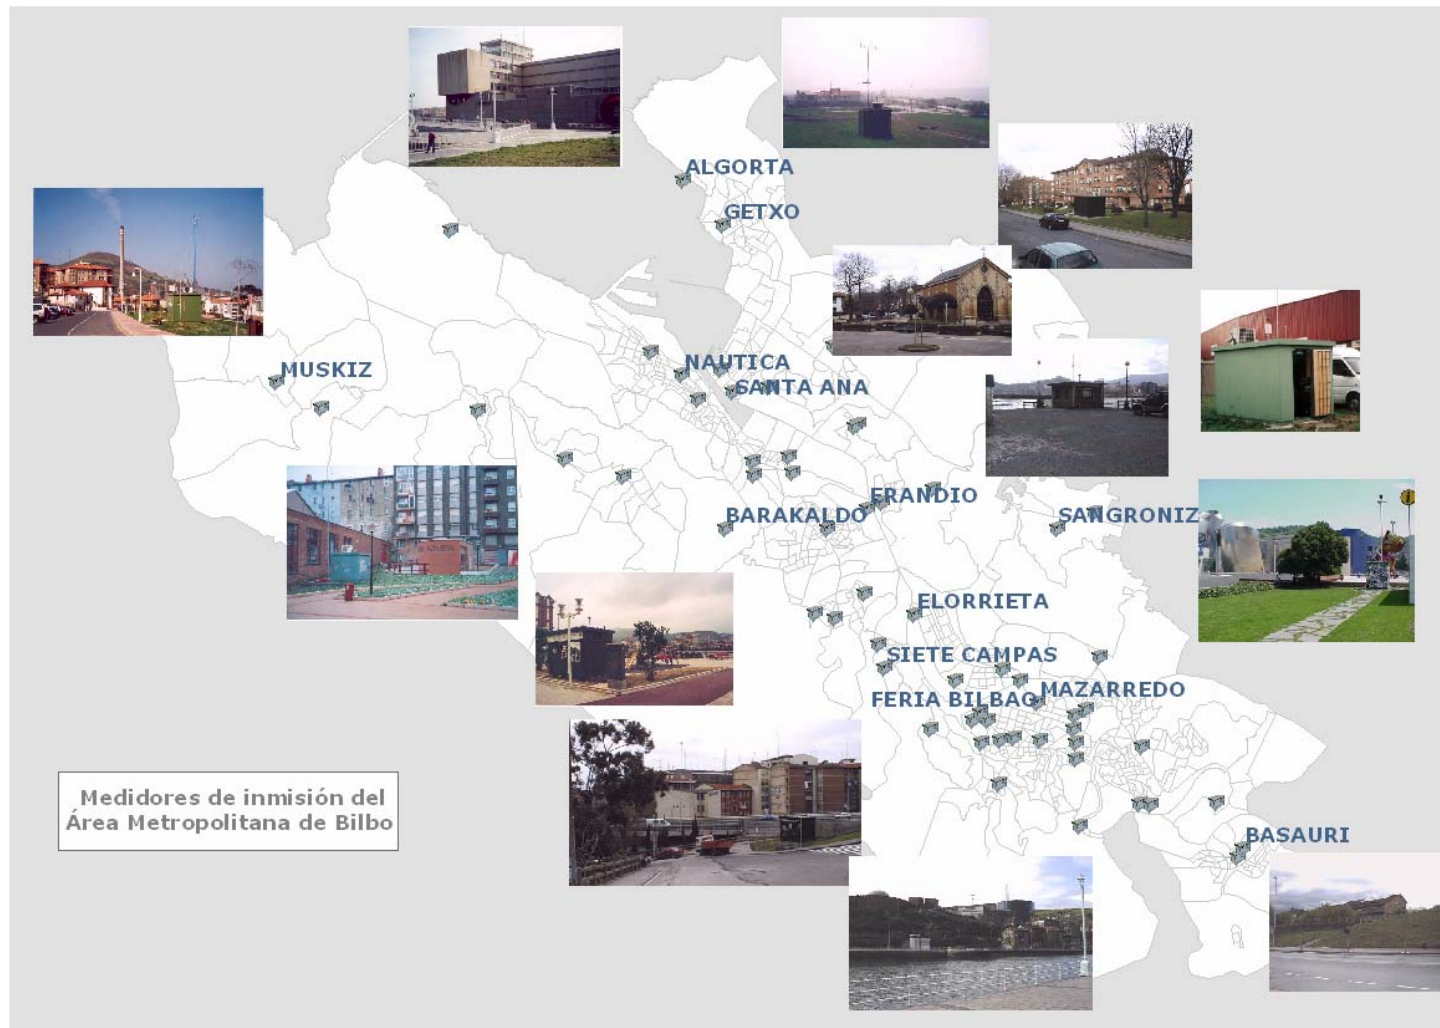 ALGORTA
GETXO
MUSKIZ
NAUTICA
SANTA ANA
ERANDIO
BARAKALDO
SANGRONIZ
ELORRIETA
SIETE CAMPAS
FERIA BILBAO
MAZARREDO
Medidores de inmisión del
Área Metropolitana de Bilbo
BASAURI